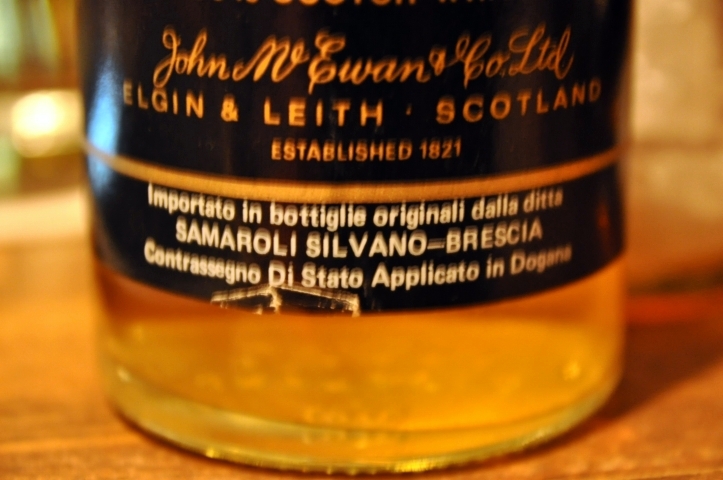 SCOTCH
John McEwan & Co. Ltd
ELGIN & LEITH · SCOTLAND
ESTABLISHED 1821
Importato in bottiglie originali dalla ditta
SAMAROLI SILVANO=BRESCIA
Contrassegno Di Stato Applicato in Dogana